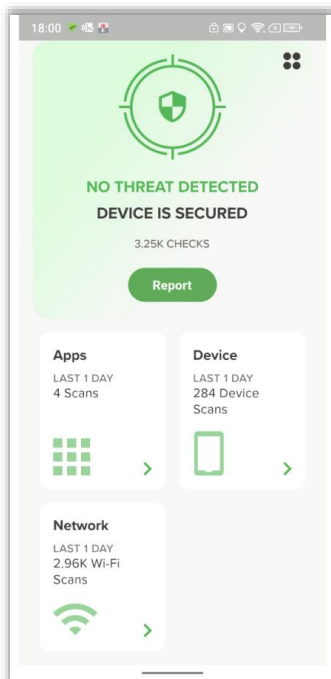 18:00
NO THREAT DETECTED
DEVICE IS SECURED
3.25K CHECKS
Report
Apps
LAST 1 DAY
4 Scans
Device
LAST 1 DAY
284 Device
Scans
Network
LAST 1 DAY
2.96K Wi-Fi
Scans